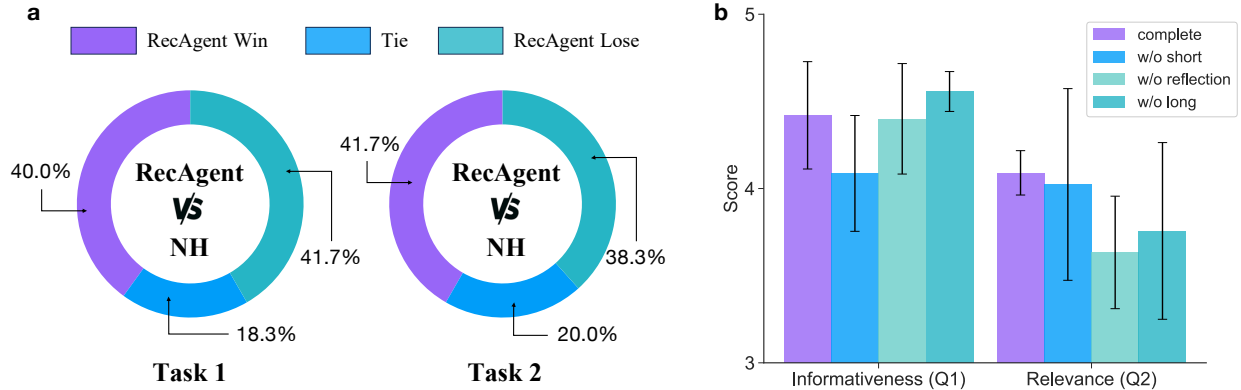 a
RecAgent Win
Tie
RecAgent Lose
40.0%
RecAgent
VS
NH
41.7%
18.3%
Task 1
41.7%
RecAgent
VS
NH
38.3%
20.0%
Task 2
b
complete
w/o short
w/o reflection
w/o long
Score
5
4
3
Informativeness (Q1)
Relevance (Q2)